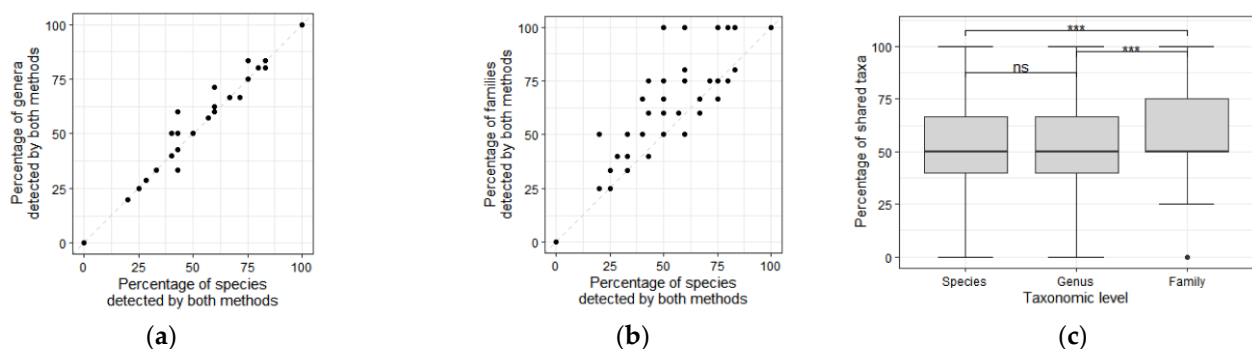 Percentage of genera
detected by both methods
100
75
50
25
0
0 25 50 75 100
Percentage of species
detected by both methods
(a)
Percentage of families
detected by both methods
100
75
50
25
0
0 25 50 75 100
Percentage of species
detected by both methods
(b)
Percentage of shared taxa
100
75
50
25
0
***
***
ns
Species Genus Family
Taxonomic level
(c)